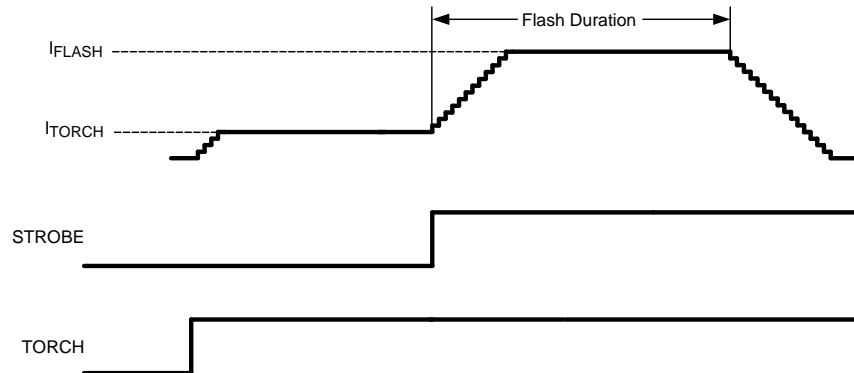 Flash Duration
IFLASH
ITORCH
STROBE
TORCH